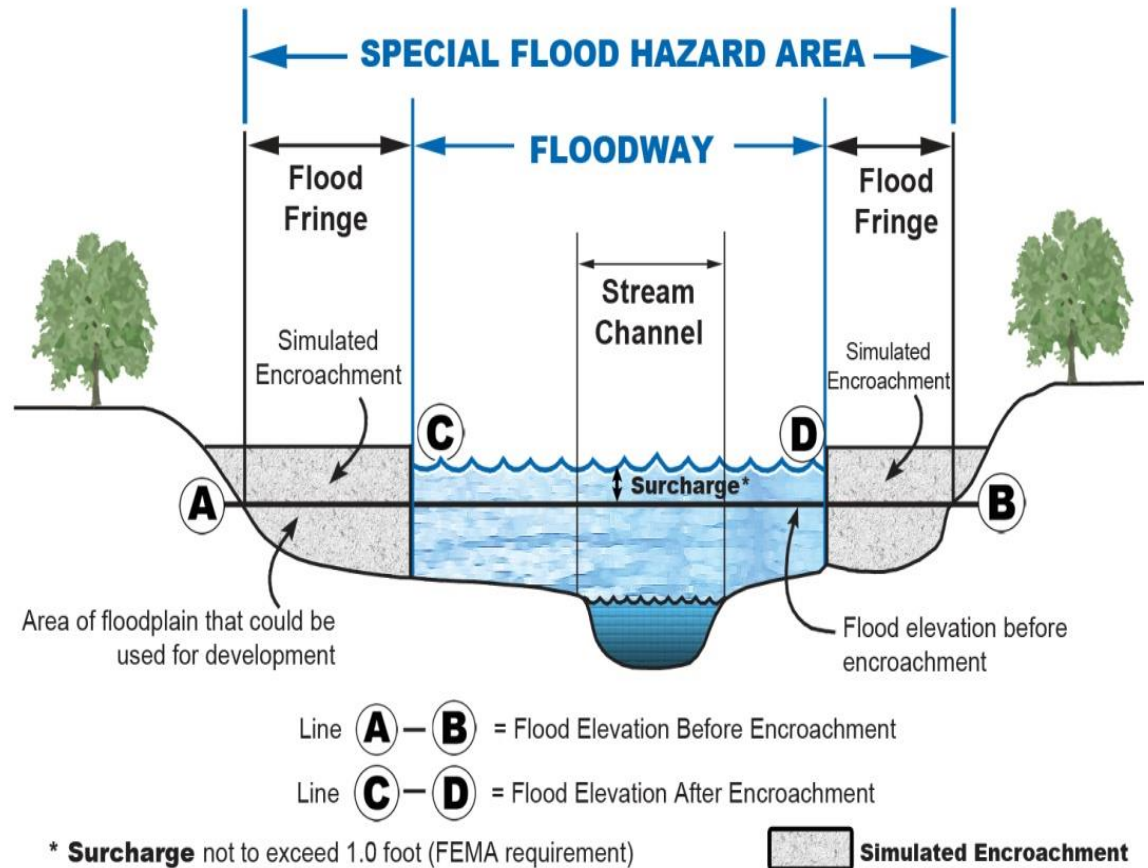 SPECIAL FLOOD HAZARD AREA
FLOODWAY
Flood
Fringe
Flood
Fringe
Stream
Channel
Simulated
Encroachment
Simulated
Encroachment
C
D
Surcharge*
A
B
Area of floodplain that could be
used for development
Flood elevation before
encroachment
Line A – B = Flood Elevation Before Encroachment
Line C – D = Flood Elevation After Encroachment
* Surcharge not to exceed 1.0 foot (FEMA requirement)
Simulated Encroachment